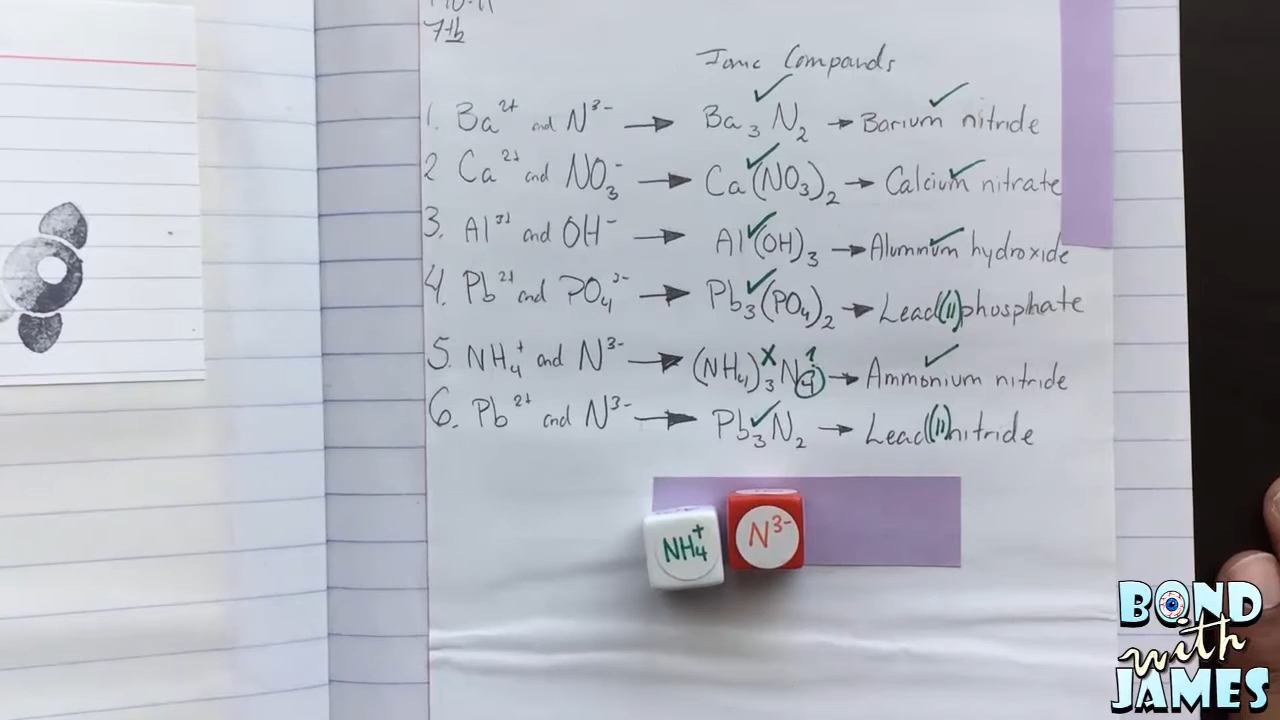 7th
Ionic Compands
1. Ba²⁺ and N³⁻ → Ba₃N₂ → Barium nitride
2 Ca²⁺ and NO₃⁻ → Ca(NO₃)₂ → Calcium nitrate
3. Al³⁺ and OH⁻ → Al(OH)₃ → Alumnum hydroxide
4. Pb²⁺ and PO₄³⁻ → Pb₃(PO₄)₂ → Lead(II)phosphate
5. NH₄⁺ and N³⁻ → (NH₄)₃N → Ammonium nitride
6. Pb²⁺ and N³⁻ → Pb₃N₂ → Lead(II)nitride
NH₄⁺ N³⁻
BOND
with
JAMES